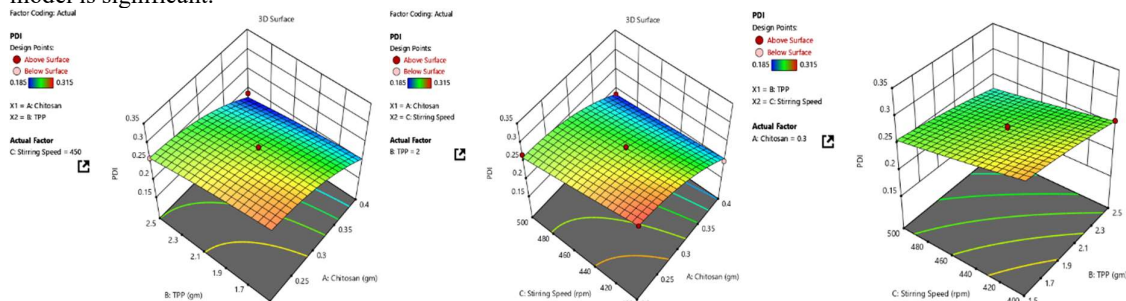 model is significant.
Factor Coding: Actual
3D Surface
PDI
Design Points:
Above Surface
Below Surface
0.185 0.315
X1 = A: Chitosan
X2 = B: TPP
Actual Factor
C: Stirring Speed = 450
0.35
0.3
0.25
0.2
0.15
PDI
2.5
2.3
2.1
1.9
1.7
B: TPP (gm)
0.4
0.35
0.3
0.25
A: Chitosan (gm)
Factor Coding: Actual
3D Surface
PDI
Design Points:
Above Surface
Below Surface
0.185 0.315
X1 = A: Chitosan
X2 = C: Stirring Speed
Actual Factor
B: TPP = 2
0.35
0.3
0.25
0.2
0.15
PDI
500
480
460
440
420
C: Stirring Speed (rpm)
0.4
0.35
0.3
0.25
A: Chitosan (gm)
Factor Coding: Actual
PDI
Design Points:
Above Surface
Below Surface
0.185 0.315
X1 = B: TPP
X2 = C: Stirring Speed
Actual Factor
A: Chitosan = 0.3
0.35
0.3
0.25
0.2
0.15
PDI
500
480
460
440
420
400
C: Stirring Speed (rpm)
2.5
2.3
2.1
1.9
1.7
1.5
B: TPP (gm)